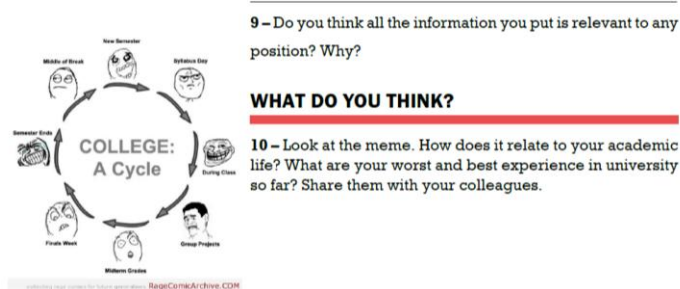 New Semester
Middle of Break
Syllabus Day
Semester Ends
COLLEGE:
A Cycle
During Class
Finals Week
Group Projects
Midterm Grades
RageComicArchive.COM
9 – Do you think all the information you put is relevant to any
position? Why?
WHAT DO YOU THINK?
10 – Look at the meme. How does it relate to your academic
life? What are your worst and best experience in university
so far? Share them with your colleagues.